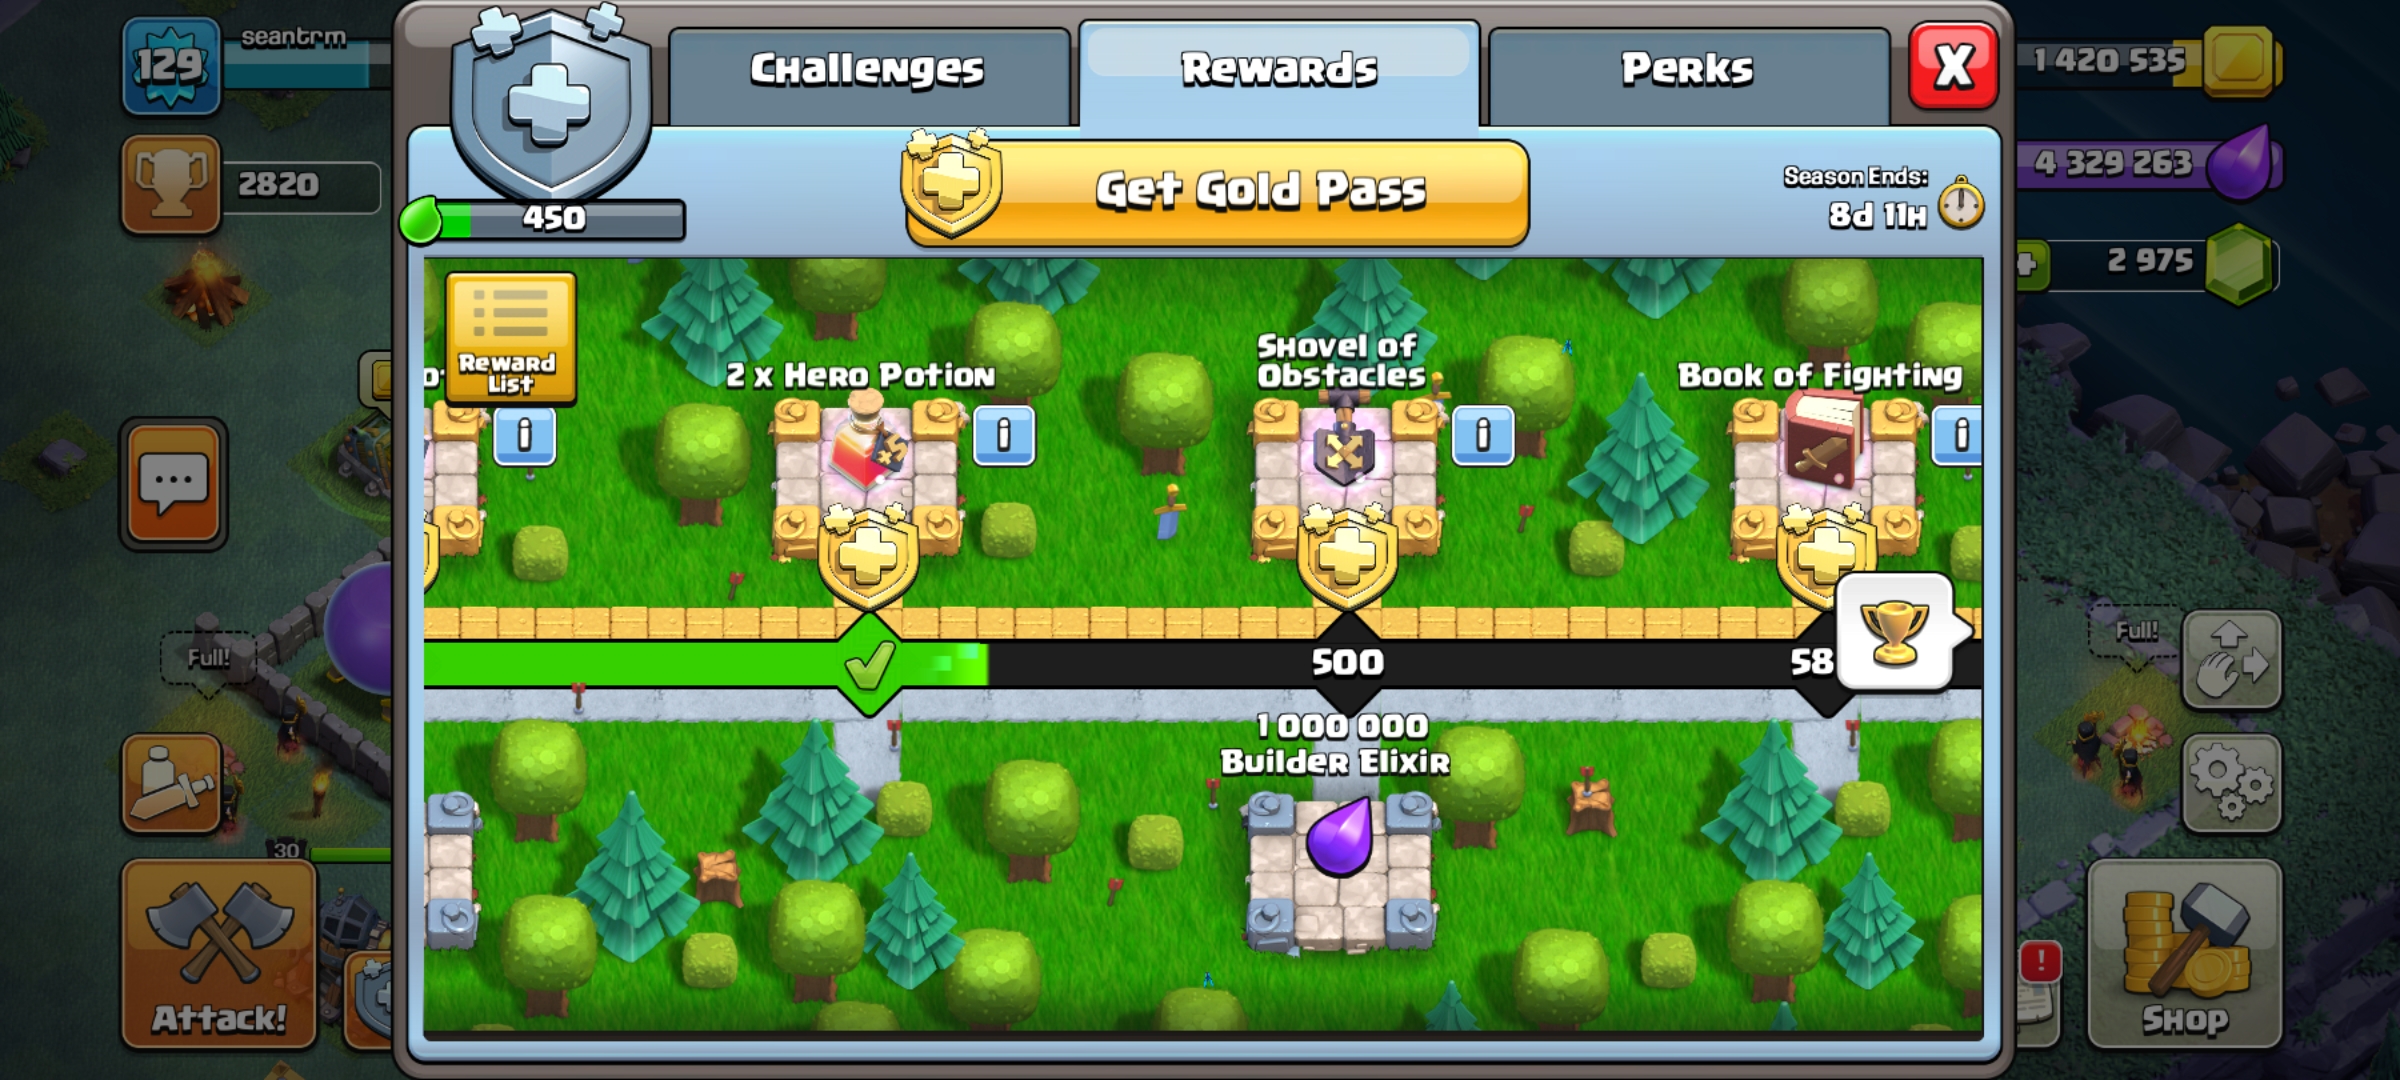 129
seantrm
Challenges
Rewards
Perks
X
1 420 535
2820
450
Get Gold Pass
Season Ends:
8d 11H
4 329 263
2 975
Reward
List
2 x Hero Potion
Shovel of
Obstacles
Book of Fighting
i
i
i
i
Full!
500
58
Full!
1 000 000
Builder Elixir
30
Attack!
!
Shop